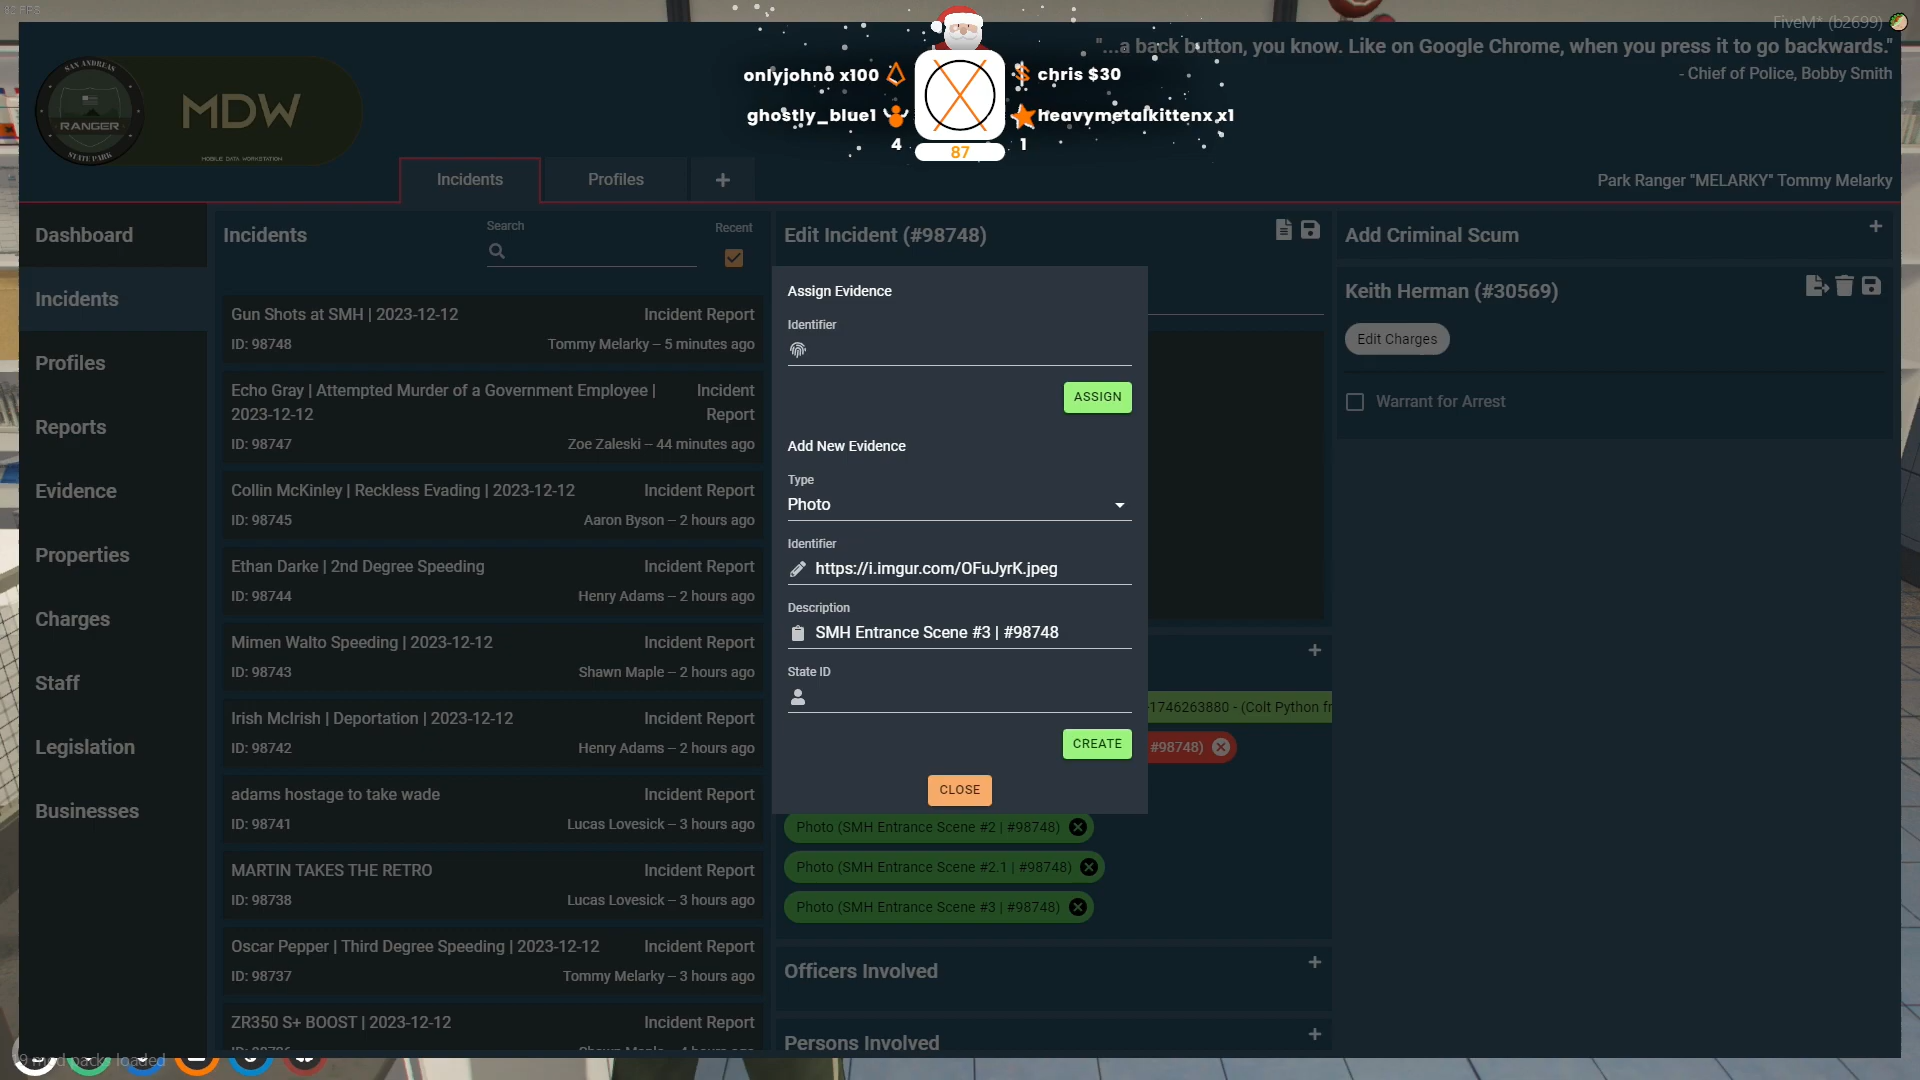 82 FPS
FiveM* (b2699)
"...a back button, you know. Like on Google Chrome, when you press it to go backwards."
- Chief of Police, Bobby Smith
onlyjohno x100
chris $30
ghostly_blue1
heavymetalkittenx x1
4
87
1
SAN ANDREAS
RANGER
STATE PARK
MDW
MOBILE DATA WORKSTATION
Incidents
Profiles
+
Park Ranger "MELARKY" Tommy Melarky
Dashboard
Incidents
Profiles
Reports
Evidence
Properties
Charges
Staff
Legislation
Businesses
Incidents
Search
Recent
Gun Shots at SMH | 2023-12-12
Incident Report
ID: 98748
Tommy Melarky – 5 minutes ago
Echo Gray | Attempted Murder of a Government Employee |
2023-12-12
Incident
Report
ID: 98747
Zoe Zaleski – 44 minutes ago
Collin McKinley | Reckless Evading | 2023-12-12
Incident Report
ID: 98745
Aaron Byson – 2 hours ago
Ethan Darke | 2nd Degree Speeding
Incident Report
ID: 98744
Henry Adams – 2 hours ago
Mimen Walto Speeding | 2023-12-12
Incident Report
ID: 98743
Shawn Maple – 2 hours ago
Irish McIrish | Deportation | 2023-12-12
Incident Report
ID: 98742
Henry Adams – 2 hours ago
adams hostage to take wade
Incident Report
ID: 98741
Lucas Lovesick – 3 hours ago
MARTIN TAKES THE RETRO
Incident Report
ID: 98738
Lucas Lovesick – 3 hours ago
Oscar Pepper | Third Degree Speeding | 2023-12-12
Incident Report
ID: 98737
Tommy Melarky – 3 hours ago
ZR350 S+ BOOST | 2023-12-12
Incident Report
Edit Incident (#98748)
Assign Evidence
Identifier
ASSIGN
Add New Evidence
Type
Photo
Identifier
https://i.imgur.com/OFuJyrK.jpeg
Description
SMH Entrance Scene #3 | #98748
State ID
CREATE
CLOSE
1746263880 - (Colt Python fr
#98748)
Photo (SMH Entrance Scene #2 | #98748)
Photo (SMH Entrance Scene #2.1 | #98748)
Photo (SMH Entrance Scene #3 | #98748)
Officers Involved
Persons Involved
Add Criminal Scum
Keith Herman (#30569)
Edit Charges
Warrant for Arrest
loaded